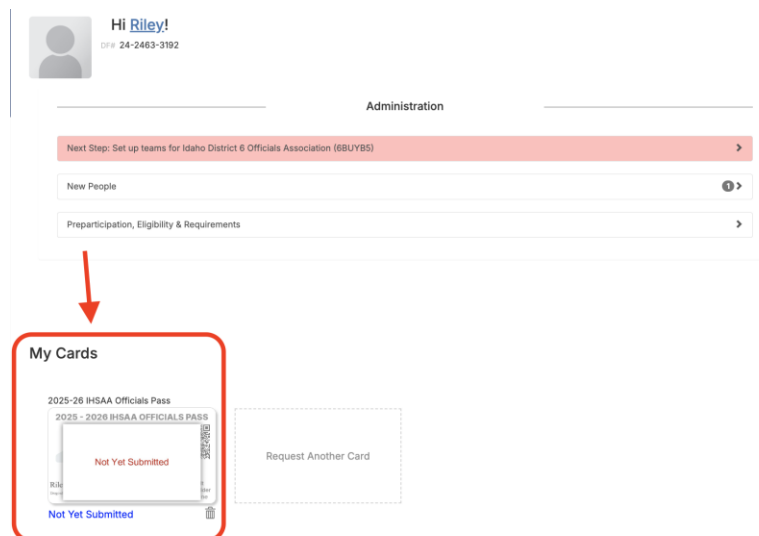 Hi Riley!
DF# 24-2463-3192
Administration
Next Step: Set up teams for Idaho District 6 Officials Association (6BUYB5)
New People 1
Preparticipation, Eligibility & Requirements
My Cards
2025-26 IHSAA Officials Pass
2025 - 2026 IHSAA OFFICIALS PASS
Not Yet Submitted
Request Another Card
Not Yet Submitted